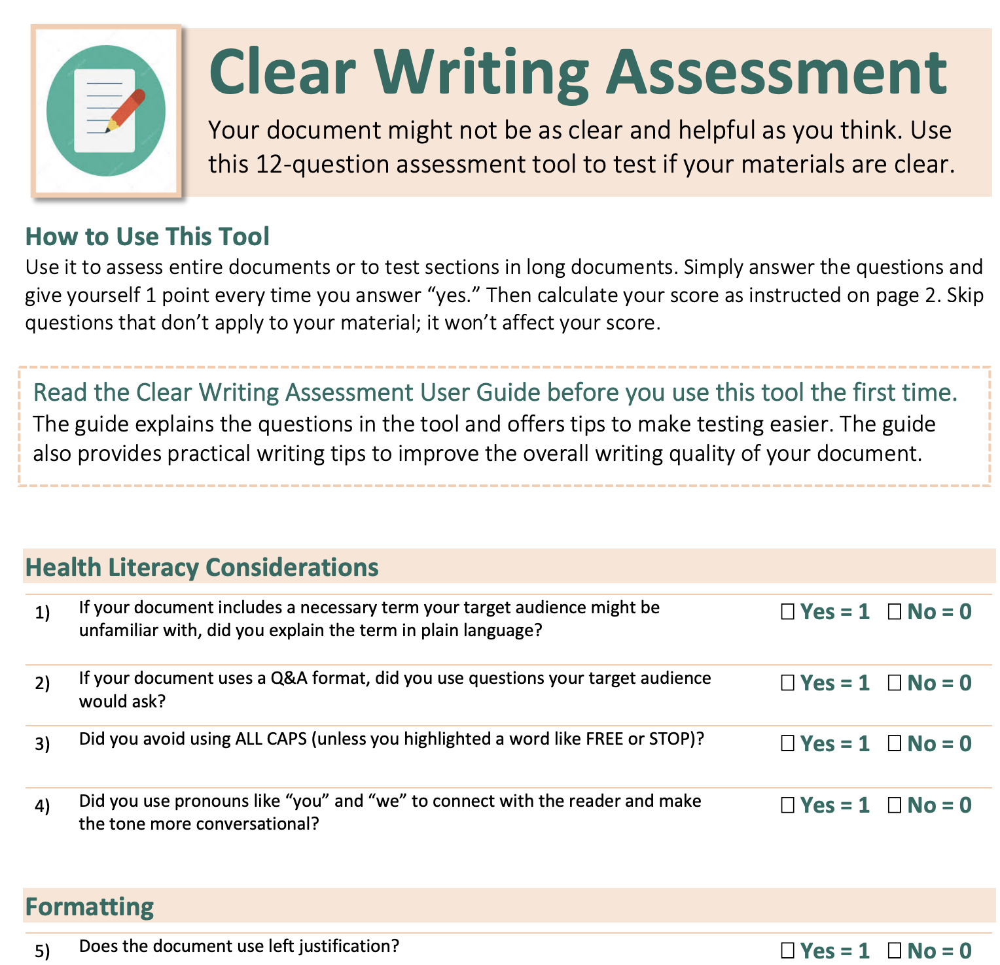 Clear Writing Assessment
Your document might not be as clear and helpful as you think. Use
this 12-question assessment tool to test if your materials are clear.
How to Use This Tool
Use it to assess entire documents or to test sections in long documents. Simply answer the questions and
give yourself 1 point every time you answer “yes.” Then calculate your score as instructed on page 2. Skip
questions that don’t apply to your material; it won’t affect your score.
Read the Clear Writing Assessment User Guide before you use this tool the first time.
The guide explains the questions in the tool and offers tips to make testing easier. The guide
also provides practical writing tips to improve the overall writing quality of your document.
Health Literacy Considerations
1) If your document includes a necessary term your target audience might be ☐ Yes = 1 ☐ No = 0
unfamiliar with, did you explain the term in plain language?
2) If your document uses a Q&A format, did you use questions your target audience ☐ Yes = 1 ☐ No = 0
would ask?
3) Did you avoid using ALL CAPS (unless you highlighted a word like FREE or STOP)? ☐ Yes = 1 ☐ No = 0
4) Did you use pronouns like “you” and “we” to connect with the reader and make ☐ Yes = 1 ☐ No = 0
the tone more conversational?
Formatting
5) Does the document use left justification? ☐ Yes = 1 ☐ No = 0